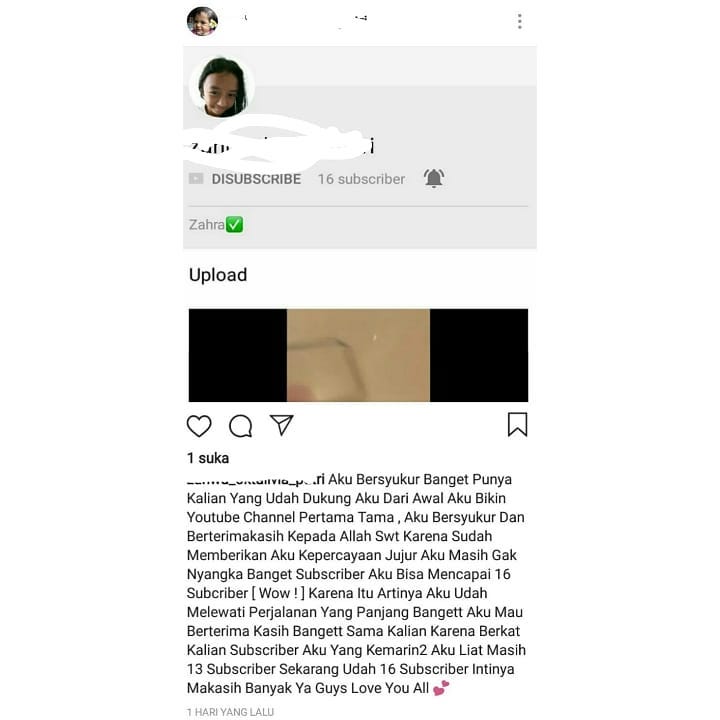 DISUBSCRIBE 16 subscriber
Zahra✅
Upload
1 suka
Aku Bersyukur Banget Punya
Kalian Yang Udah Dukung Aku Dari Awal Aku Bikin
Youtube Channel Pertama Tama , Aku Bersyukur Dan
Berterimakasih Kepada Allah Swt Karena Sudah
Memberikan Aku Kepercayaan Jujur Aku Masih Gak
Nyangka Banget Subscriber Aku Bisa Mencapai 16
Subcriber [ Wow ! ] Karena Itu Artinya Aku Udah
Melewati Perjalanan Yang Panjang Bangett Aku Mau
Berterima Kasih Bangett Sama Kalian Karena Berkat
Kalian Subscriber Aku Yang Kemarin2 Aku Liat Masih
13 Subscriber Sekarang Udah 16 Subscriber Intinya
Makasih Banyak Ya Guys Love You All 💕
1 HARI YANG LALU